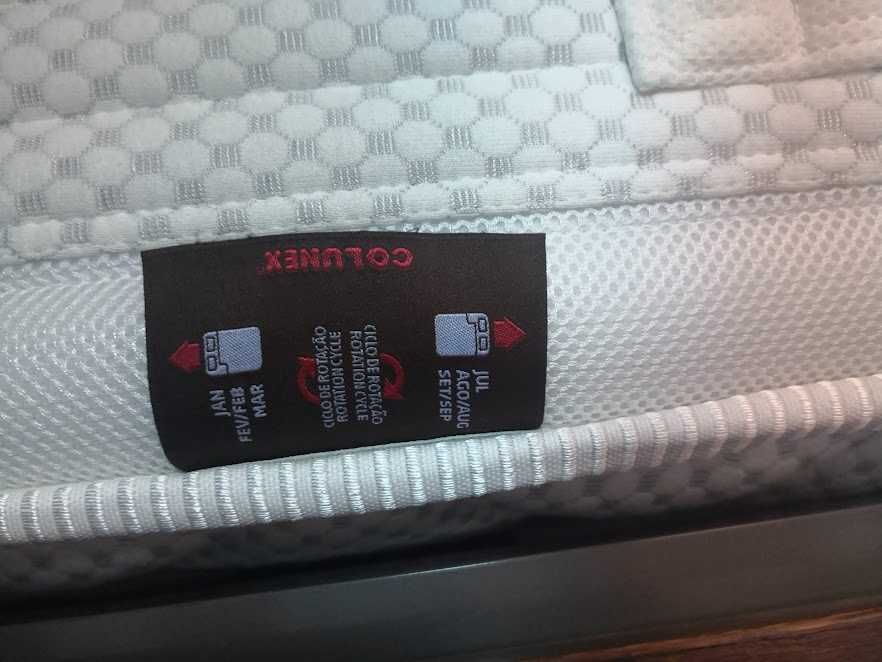 COLUNEX
JAN
FEV/FEB
MAR
CICLO DE ROTAÇÃO
ROTATION CYCLE
CICLO DE ROTAÇÃO
ROTATION CYCLE
JUL
AGO/AUG
SET/SEP